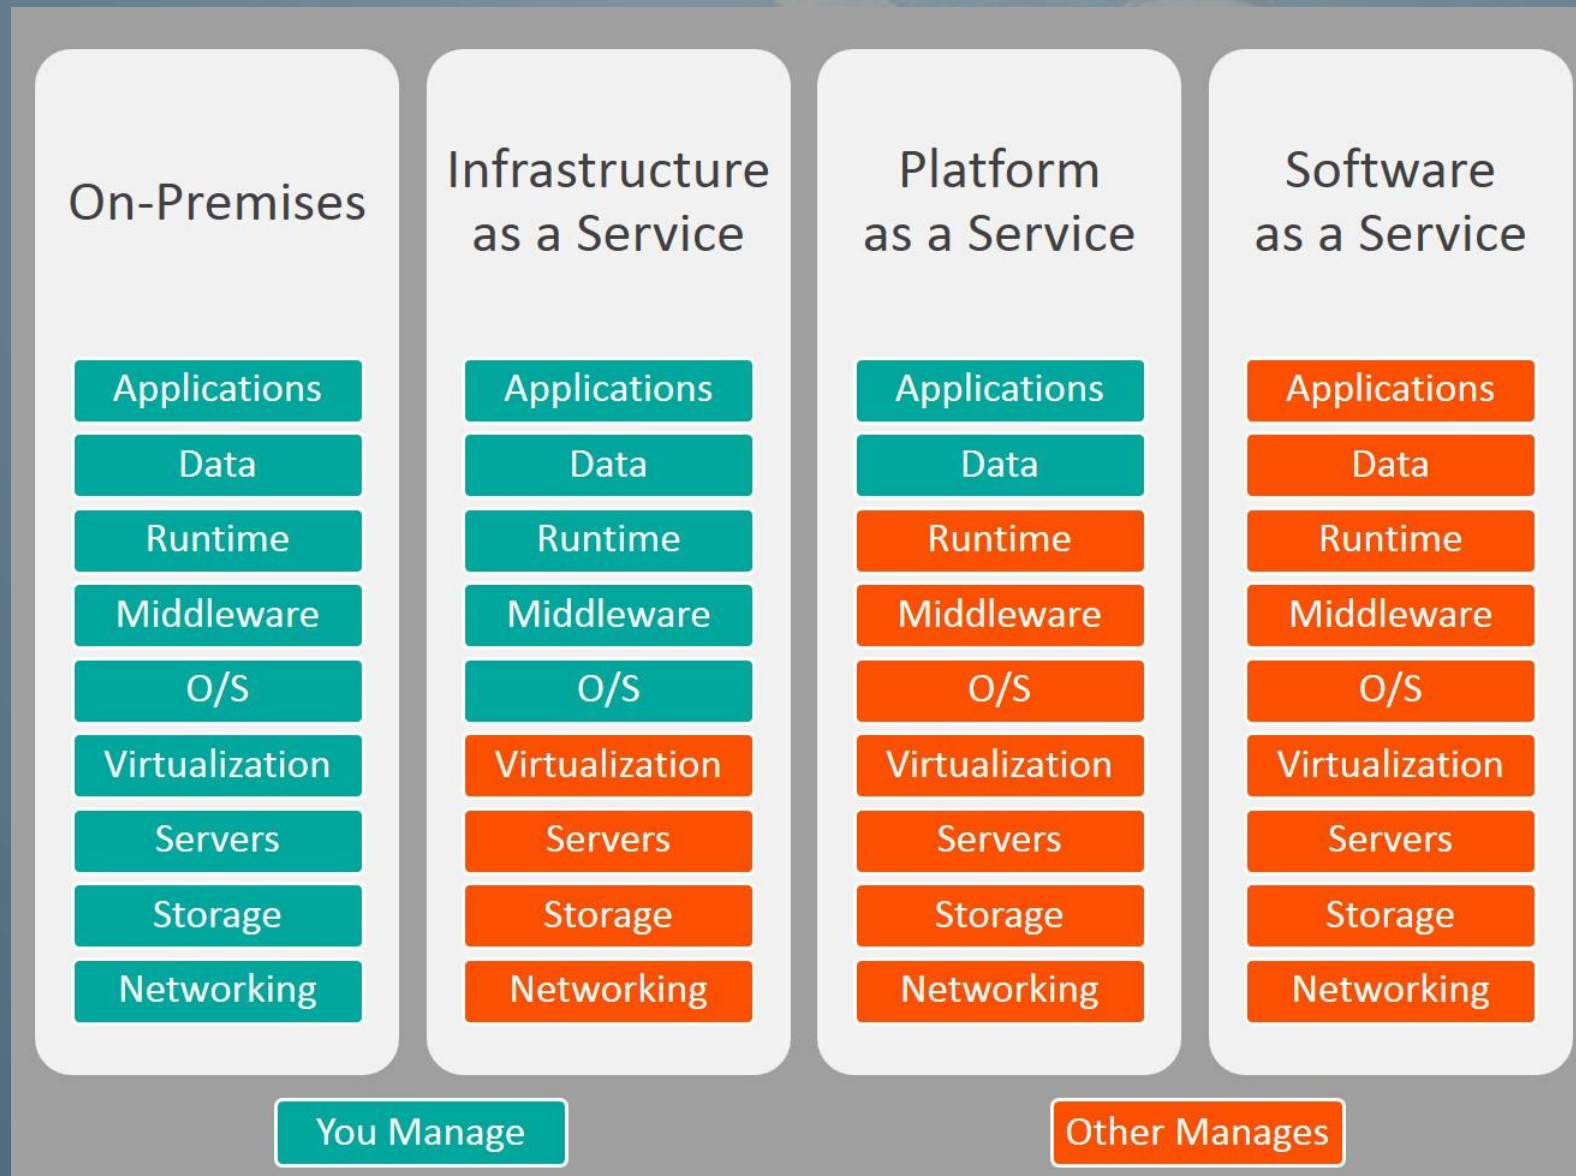 On-Premises
Applications
Data
Runtime
Middleware
O/S
Virtualization
Servers
Storage
Networking
Infrastructure
as a Service
Applications
Data
Runtime
Middleware
O/S
Virtualization
Servers
Storage
Networking
Platform
as a Service
Applications
Data
Runtime
Middleware
O/S
Virtualization
Servers
Storage
Networking
Software
as a Service
Applications
Data
Runtime
Middleware
O/S
Virtualization
Servers
Storage
Networking
You Manage
Other Manages